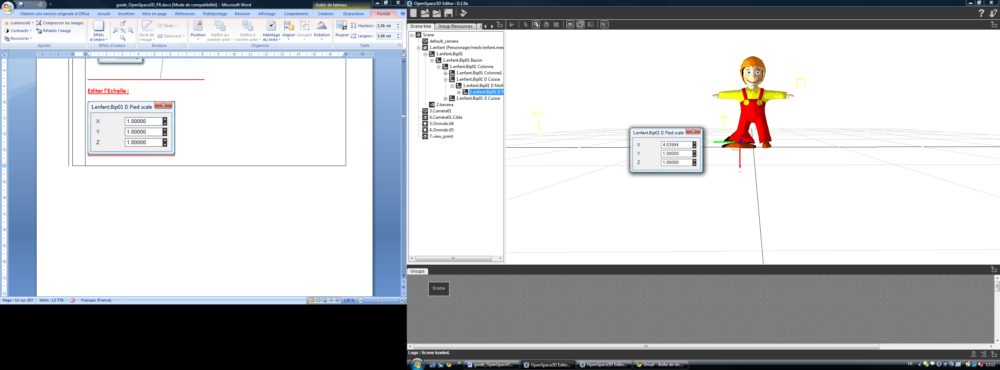 guide_OpenSpace3D_FR.docx [Mode de compatibilité] - Microsoft Word
Outils de tableau
Obtenir une version originale d'Office
Accueil
Insertion
Mise en page
Références
Publipostage
Révision
Affichage
Compléments
Création
Disposition
Format
Luminosité
Compresser les images
Contraste
Rétablir l'image
Recolorier
Ajuster
Effets
d'ombre
Effets d'ombre
Bord de
l'image
Tirets
Épaisseur
Bordure
Position
Mettre au
premier plan
Mettre à
l'arrière-plan
Habillage
du texte
Aligner
Grouper
Rotation
Organiser
Rogner
Hauteur : 3,36 cm
Largeur : 5,48 cm
Taille
Editer l'Echelle :
1.enfant.Bip01 D Pied scale
X 1.00000
Y 1.00000
Z 1.00000
Page : 52 sur 207
Mots : 12 776
Français (France)
120 %
OpenSpace3D Editor : 0.1.9a
Scene tree
Group Resources
Scene
default_camera
1.enfant (Personnage/mesh/enfant.mes
1.enfant.Bip01
1.enfant.Bip01 Bassin
1.enfant.Bip01 Colonne
1.enfant.Bip01 Colonne1
1.enfant.Bip01 D Cuisse
1.enfant.Bip01 D Moll
1.enfant.Bip01 D P
1.enfant.Bip01 G Cuisse
2.banana
3.Caméra01
4.Caméra01.Cible
5.Omnidir.04
6.Omnidir.05
7.view_point
1.enfant.Bip01 D Pied scale
X 4.03994
Y 1.00000
Z 1.00000
Groups
Scene
Logs : Scene loaded.
guide_OpenSpace3...
OpenSpace3D Edito...
OpenSpace3D Edito...
Gmail - Boîte de réc...
FR
12:12